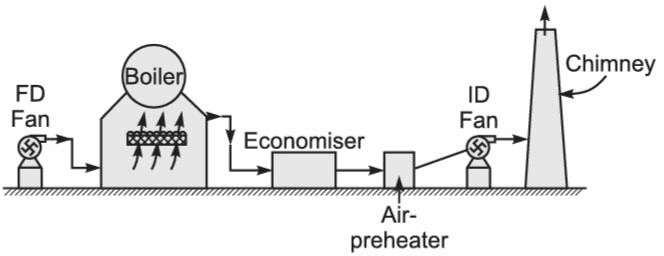 Boiler
Chimney
FD
Fan
ID
Fan
Economiser
Air-
preheater